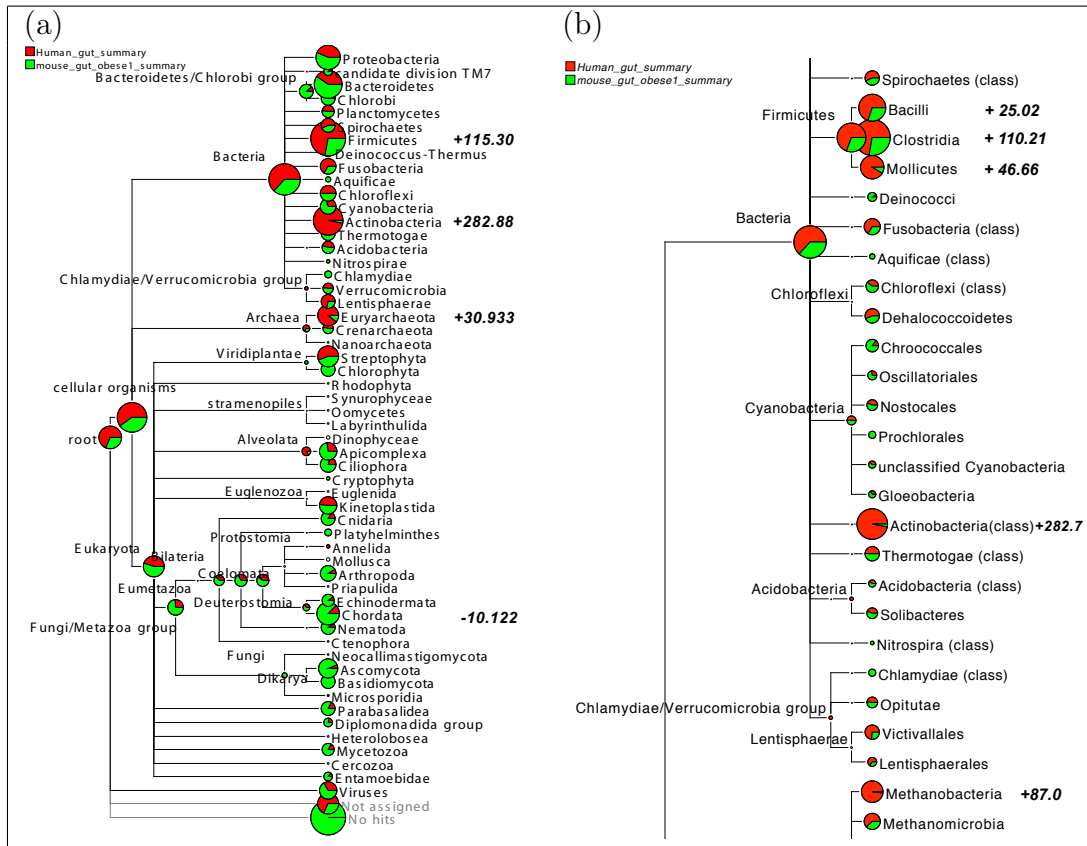 (a)
Human_gut_summary
mouse_gut_obese1_summary
Proteobacteria
candidate division TM7
Bacteroidetes/Chlorobi group
Bacteroidetes
Chlorobi
Planctomycetes
Spirochaetes
Firmicutes +115.30
Deinococcus-Thermus
Bacteria
Fusobacteria
Aquificae
Chloroflexi
Cyanobacteria
Actinobacteria +282.88
Thermotogae
Acidobacteria
Nitrospirae
Chlamydiae/Verrucomicrobia group
Chlamydiae
Verrucomicrobia
Lentisphaerae
Archaea
Euryarchaeota +30.933
Crenarchaeota
Nanoarchaeota
Viridiplantae
Streptophyta
Chlorophyta
cellular organisms
Rhodophyta
Synurophyceae
stramenopiles
Oomycetes
Labyrinthulida
root
Alveolata
Dinophyceae
Apicomplexa
Ciliophora
Cryptophyta
Euglenozoa
Euglenida
Kinetoplastida
Cnidaria
Protostomia
Platyhelminthes
Eukaryota
Bilateria
Annelida
Mollusca
Coelomata
Arthropoda
Eumetazoa
Priapulida
Deuterostomia
Echinodermata
Chordata -10.122
Fungi/Metazoa group
Nematoda
Ctenophora
Fungi
Neocallimastigomycota
Ascomycota
Dikarya
Basidiomycota
Microsporidia
Parabasalidea
Diplomonadida group
Heterolobosea
Mycetozoa
Cercozoa
Entamoebidae
Viruses
Not assigned
No hits
(b)
Human_gut_summary
mouse_gut_obese1_summary
Spirochaetes (class)
Firmicutes
Bacilli + 25.02
Clostridia + 110.21
Mollicutes + 46.66
Deinococci
Bacteria
Fusobacteria (class)
Aquificae (class)
Chloroflexi
Chloroflexi (class)
Dehalococcoidetes
Chroococcales
Oscillatoriales
Cyanobacteria
Nostocales
Prochlorales
unclassified Cyanobacteria
Gloeobacteria
Actinobacteria(class)+282.7
Thermotogae (class)
Acidobacteria
Acidobacteria (class)
Solibacteres
Nitrospira (class)
Chlamydiae (class)
Chlamydiae/Verrucomicrobia group
Opitutae
Lentisphaerae
Victivallales
Lentisphaerales
Methanobacteria +87.0
Methanomicrobia